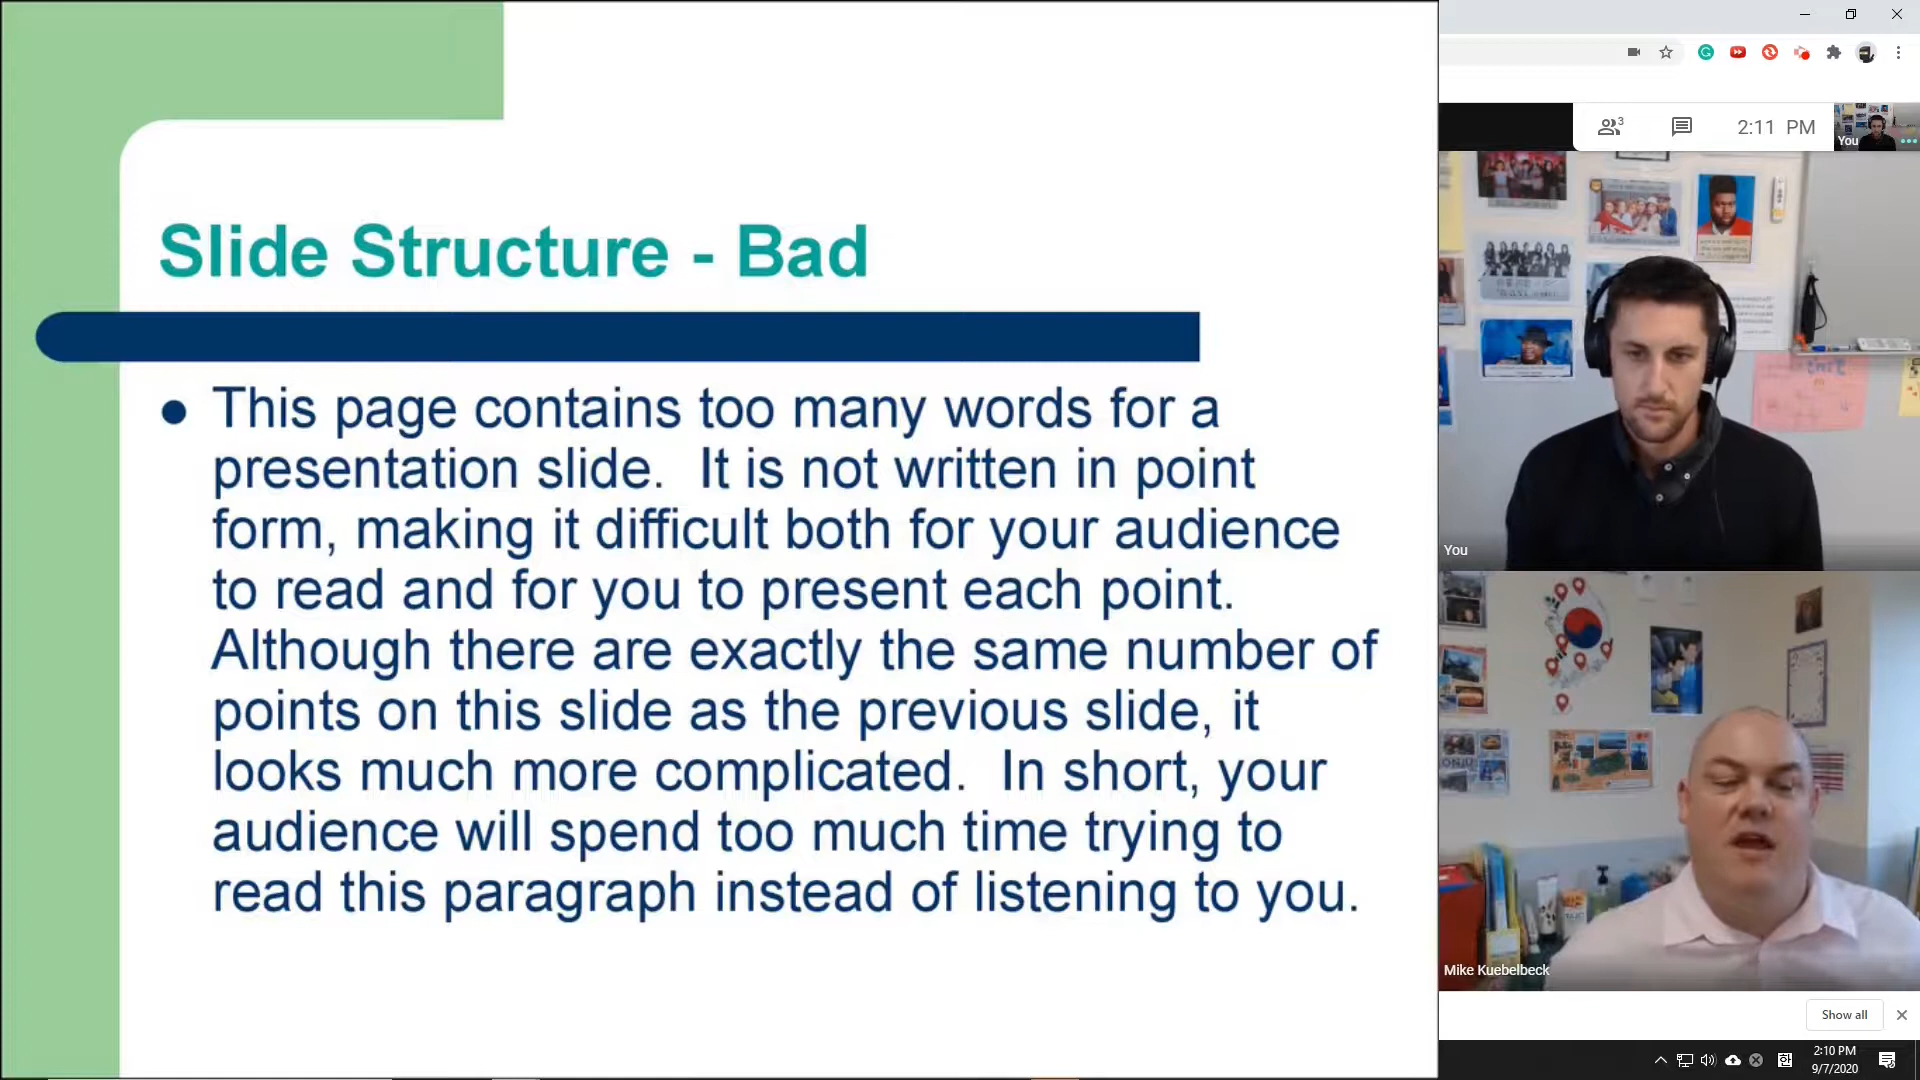 Slide Structure - Bad
● This page contains too many words for a
presentation slide.  It is not written in point
form, making it difficult both for your audience
to read and for you to present each point.
Although there are exactly the same number of
points on this slide as the previous slide, it
looks much more complicated.  In short, your
audience will spend too much time trying to
read this paragraph instead of listening to you.
3
2:11 PM
You
You
Mike Kuebelbeck
Show all
2:10 PM
9/7/2020